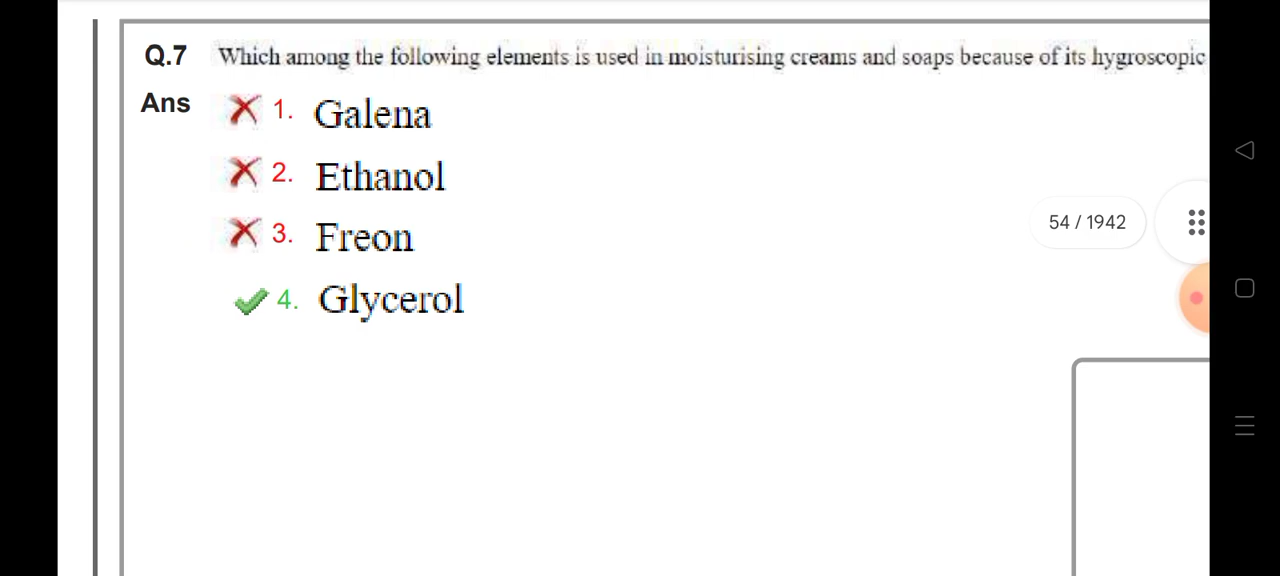 Q.7 Which among the following elements is used in moisturising creams and soaps because of its hygroscopic
Ans 1. Galena
2. Ethanol
3. Freon
4. Glycerol
54 / 1942